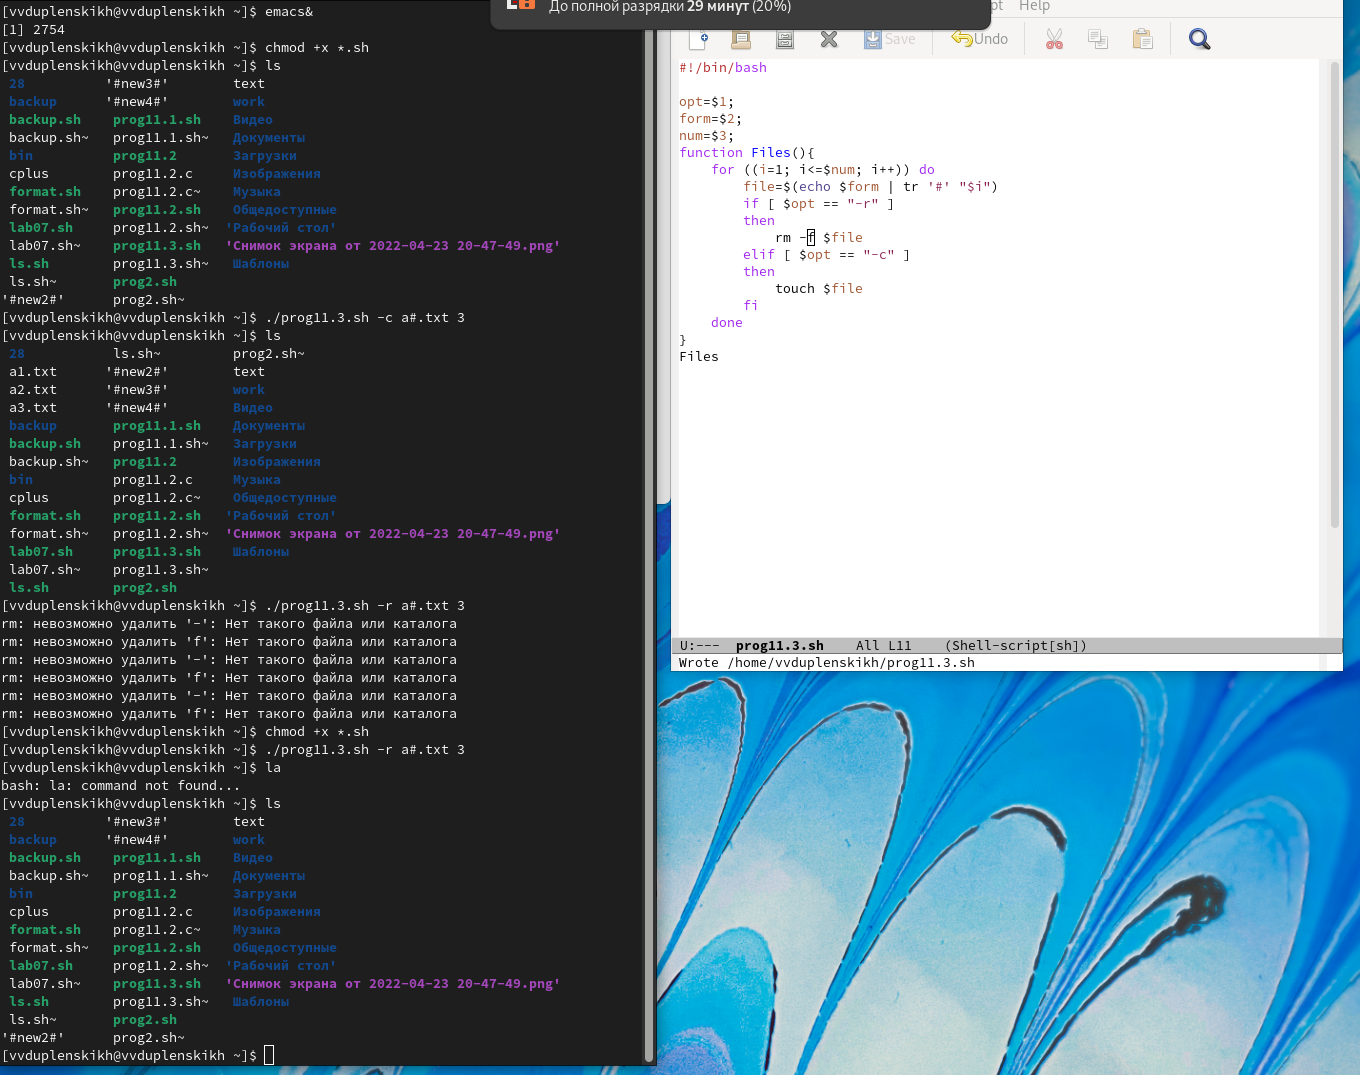 [vvduplenskikh@vvduplenskikh ~]$ emacs&
[1] 2754
[vvduplenskikh@vvduplenskikh ~]$ chmod +x *.sh
[vvduplenskikh@vvduplenskikh ~]$ ls
28 '#new3#' text
backup '#new4#' work
backup.sh prog11.1.sh Видео
backup.sh~ prog11.1.sh~ Документы
bin prog11.2 Загрузки
cplus prog11.2.c Изображения
format.sh prog11.2.c~ Музыка
format.sh~ prog11.2.sh Общедоступные
lab07.sh prog11.2.sh~ 'Рабочий стол'
lab07.sh~ prog11.3.sh 'Снимок экрана от 2022-04-23 20-47-49.png'
ls.sh prog11.3.sh~ Шаблоны
ls.sh~ prog2.sh
'#new2#' prog2.sh~
[vvduplenskikh@vvduplenskikh ~]$ ./prog11.3.sh -c a#.txt 3
[vvduplenskikh@vvduplenskikh ~]$ ls
28 ls.sh~ prog2.sh~
a1.txt '#new2#' text
a2.txt '#new3#' work
a3.txt '#new4#' Видео
backup prog11.1.sh Документы
backup.sh prog11.1.sh~ Загрузки
backup.sh~ prog11.2 Изображения
bin prog11.2.c Музыка
cplus prog11.2.c~ Общедоступные
format.sh prog11.2.sh 'Рабочий стол'
format.sh~ prog11.2.sh~ 'Снимок экрана от 2022-04-23 20-47-49.png'
lab07.sh prog11.3.sh Шаблоны
lab07.sh~ prog11.3.sh~
ls.sh prog2.sh
[vvduplenskikh@vvduplenskikh ~]$ ./prog11.3.sh -r a#.txt 3
rm: невозможно удалить '-': Нет такого файла или каталога
rm: невозможно удалить 'f': Нет такого файла или каталога
rm: невозможно удалить '-': Нет такого файла или каталога
rm: невозможно удалить 'f': Нет такого файла или каталога
rm: невозможно удалить '-': Нет такого файла или каталога
rm: невозможно удалить 'f': Нет такого файла или каталога
[vvduplenskikh@vvduplenskikh ~]$ chmod +x *.sh
[vvduplenskikh@vvduplenskikh ~]$ ./prog11.3.sh -r a#.txt 3
[vvduplenskikh@vvduplenskikh ~]$ la
bash: la: command not found...
[vvduplenskikh@vvduplenskikh ~]$ ls
28 '#new3#' text
backup '#new4#' work
backup.sh prog11.1.sh Видео
backup.sh~ prog11.1.sh~ Документы
bin prog11.2 Загрузки
cplus prog11.2.c Изображения
format.sh prog11.2.c~ Музыка
format.sh~ prog11.2.sh Общедоступные
lab07.sh prog11.2.sh~ 'Рабочий стол'
lab07.sh~ prog11.3.sh 'Снимок экрана от 2022-04-23 20-47-49.png'
ls.sh prog11.3.sh~ Шаблоны
ls.sh~ prog2.sh
'#new2#' prog2.sh~
[vvduplenskikh@vvduplenskikh ~]$
До полной разрядки 29 минут (20%)
Help
Save Undo
#!/bin/bash
opt=$1;
form=$2;
num=$3;
function Files(){
for ((i=1; i<=$num; i++)) do
file=$(echo $form | tr '#' "$i")
if [ $opt == "-r" ]
then
rm -f $file
elif [ $opt == "-c" ]
then
touch $file
fi
done
}
Files
U:--- prog11.3.sh All L11 (Shell-script[sh])
Wrote /home/vvduplenskikh/prog11.3.sh